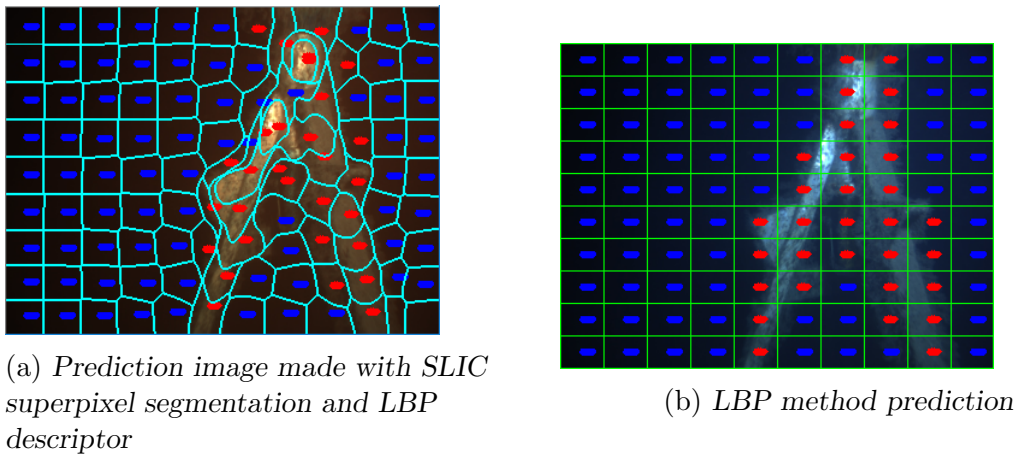 (a) Prediction image made with SLIC
superpixel segmentation and LBP
descriptor
(b) LBP method prediction